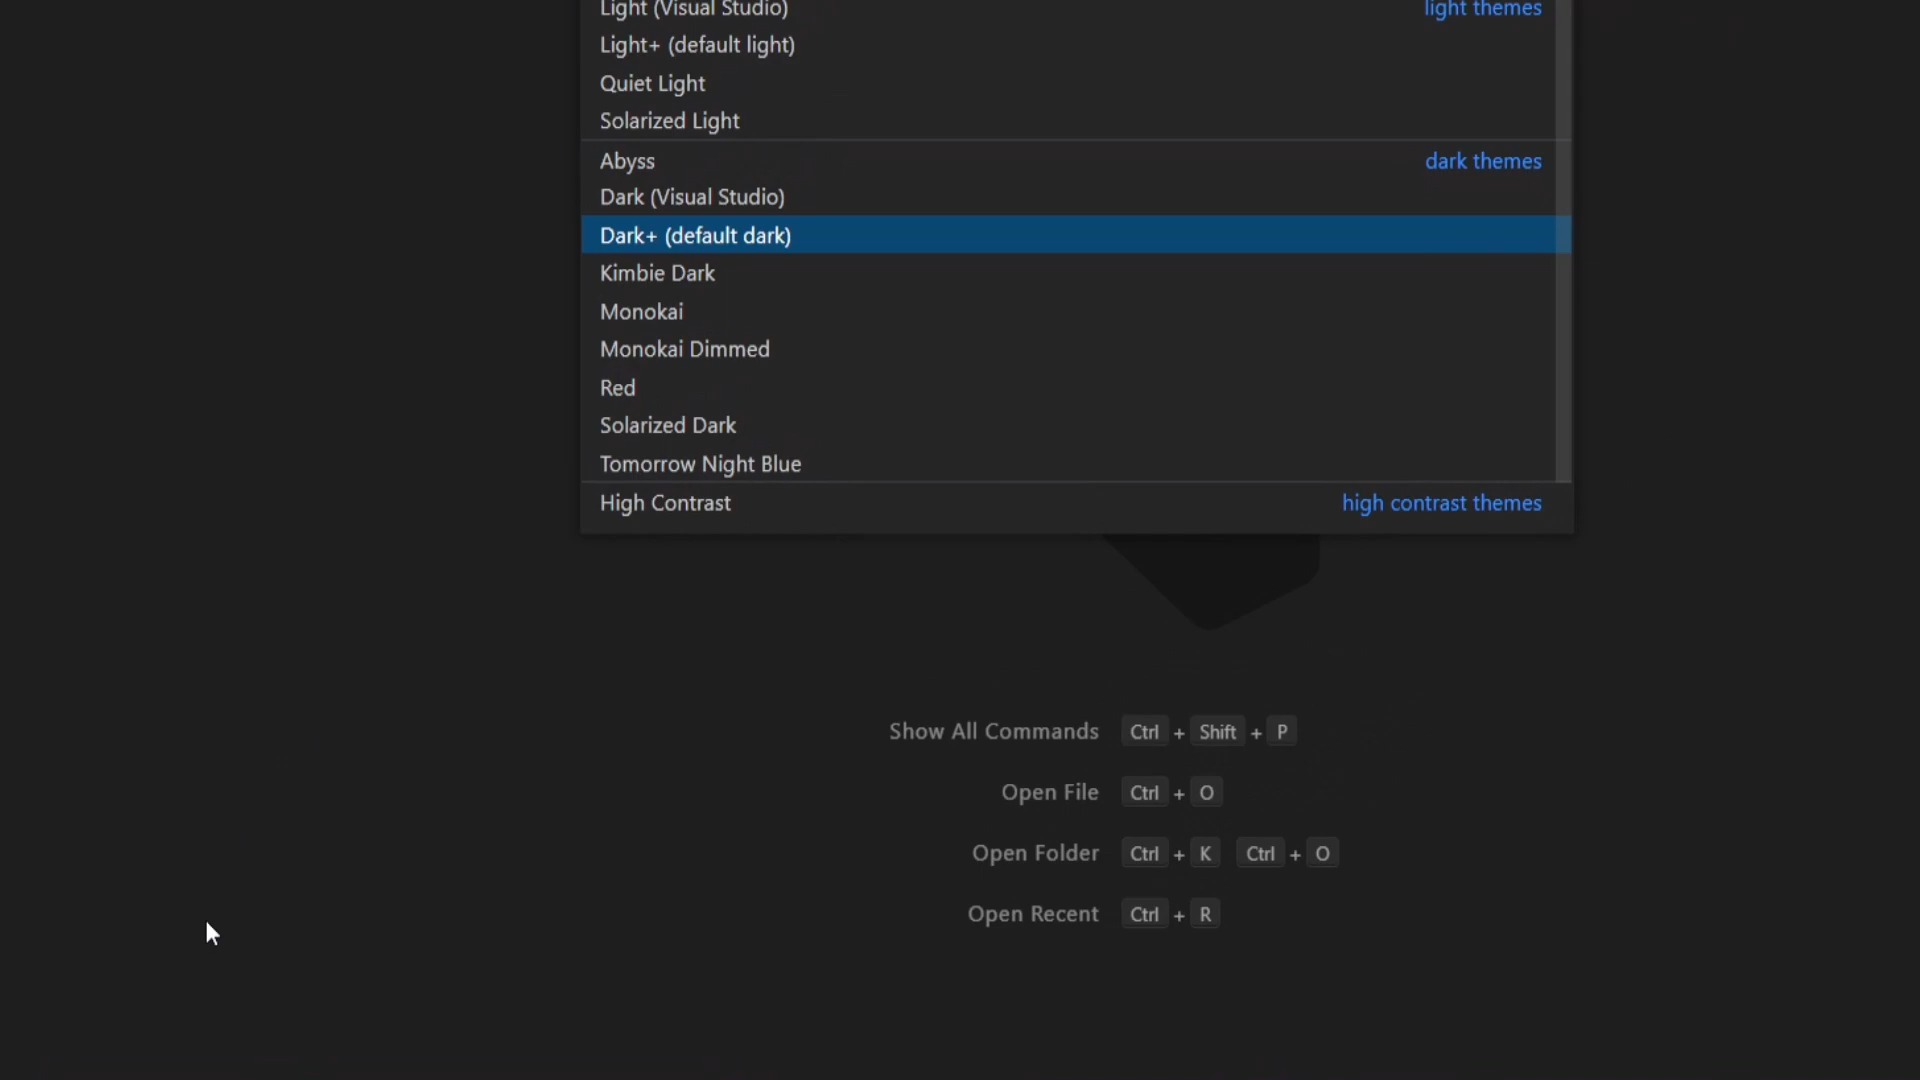 Light (Visual Studio) light themes
Light+ (default light)
Quiet Light
Solarized Light
Abyss dark themes
Dark (Visual Studio)
Dark+ (default dark)
Kimbie Dark
Monokai
Monokai Dimmed
Red
Solarized Dark
Tomorrow Night Blue
High Contrast high contrast themes
Show All Commands Ctrl + Shift + P
Open File Ctrl + O
Open Folder Ctrl + K Ctrl + O
Open Recent Ctrl + R